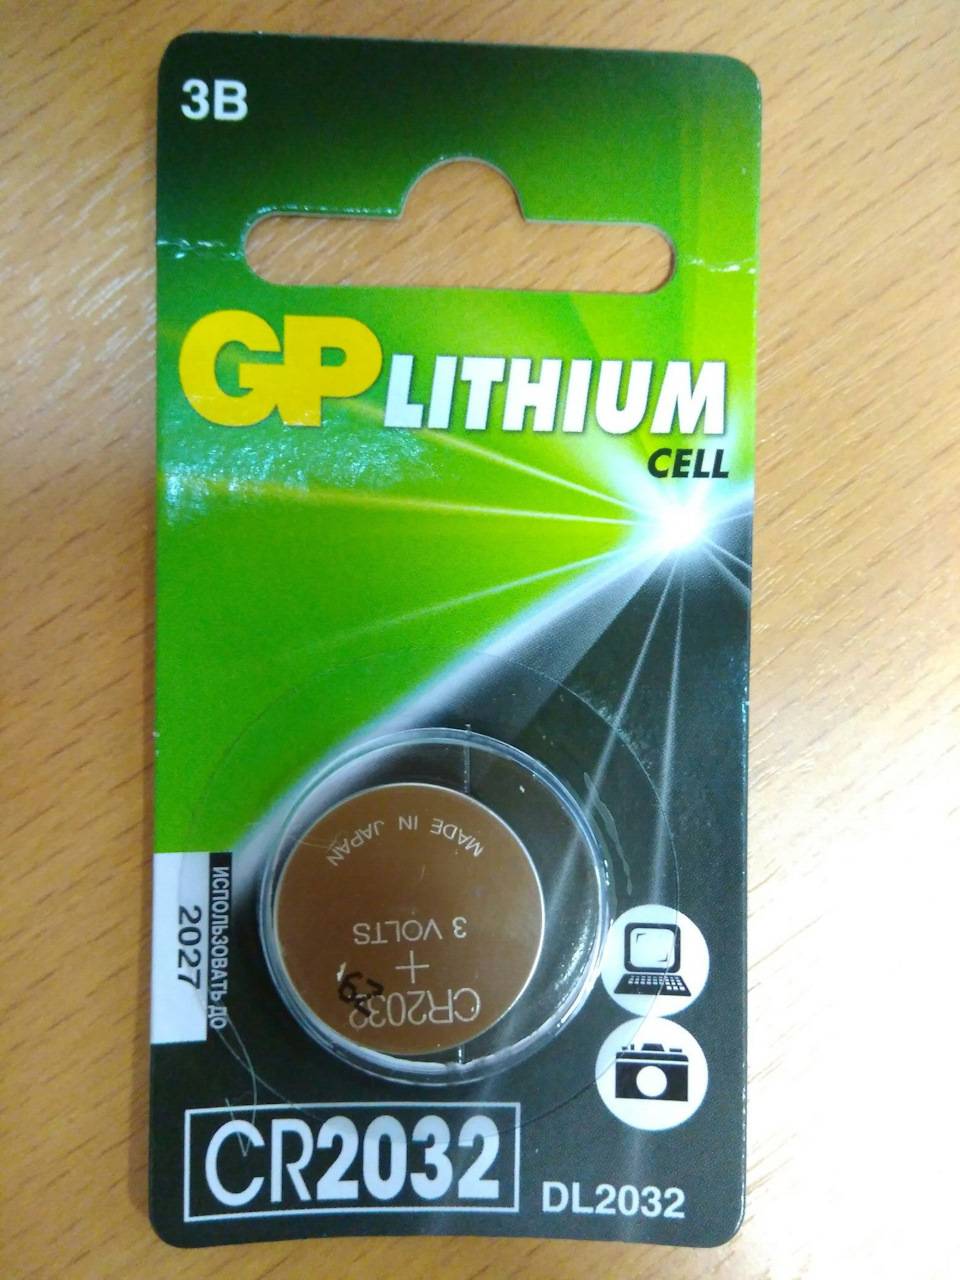 3В
GP LITHIUM
CELL
MADE IN JAPAN
3 VOLTS
+
CR2032
ИСПОЛЬЗОВАТЬ ДО
2027
CR2032
DL2032